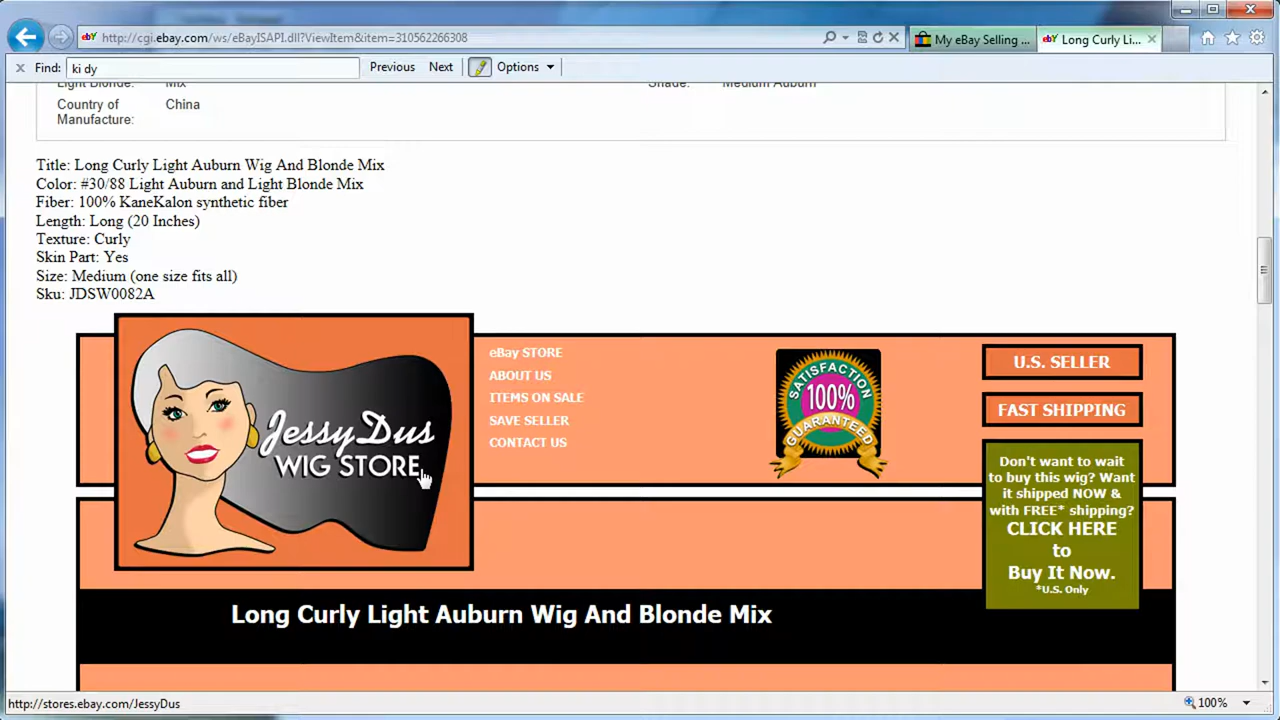 http://cgi.ebay.com/ws/eBayISAPI.dll?ViewItem&item=310562266308
My eBay Selling ...
Long Curly Li...
Find: ki dy
Previous
Next
Options
Light Blonde: Mix
Shade: Medium Auburn
Country of
Manufacture:
China
Title: Long Curly Light Auburn Wig And Blonde Mix
Color: #30/88 Light Auburn and Light Blonde Mix
Fiber: 100% KaneKalon synthetic fiber
Length: Long (20 Inches)
Texture: Curly
Skin Part: Yes
Size: Medium (one size fits all)
Sku: JDSW0082A
JessyDus
WIG STORE
eBay STORE
ABOUT US
ITEMS ON SALE
SAVE SELLER
CONTACT US
SATISFACTION
100%
GUARANTEED
U.S. SELLER
FAST SHIPPING
Don't want to wait
to buy this wig? Want
it shipped NOW &
with FREE* shipping?
CLICK HERE
to
Buy It Now.
*U.S. Only
Long Curly Light Auburn Wig And Blonde Mix
http://stores.ebay.com/JessyDus
100%